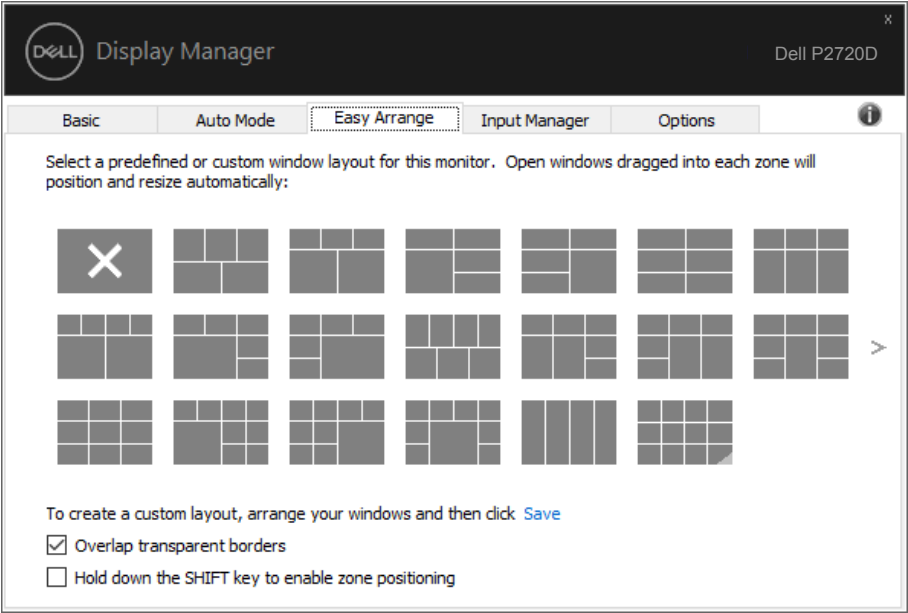 x
DELL Display Manager
Dell P2720D
Basic Auto Mode Easy Arrange Input Manager Options
Select a predefined or custom window layout for this monitor. Open windows dragged into each zone will
position and resize automatically:
To create a custom layout, arrange your windows and then click Save
Overlap transparent borders
Hold down the SHIFT key to enable zone positioning